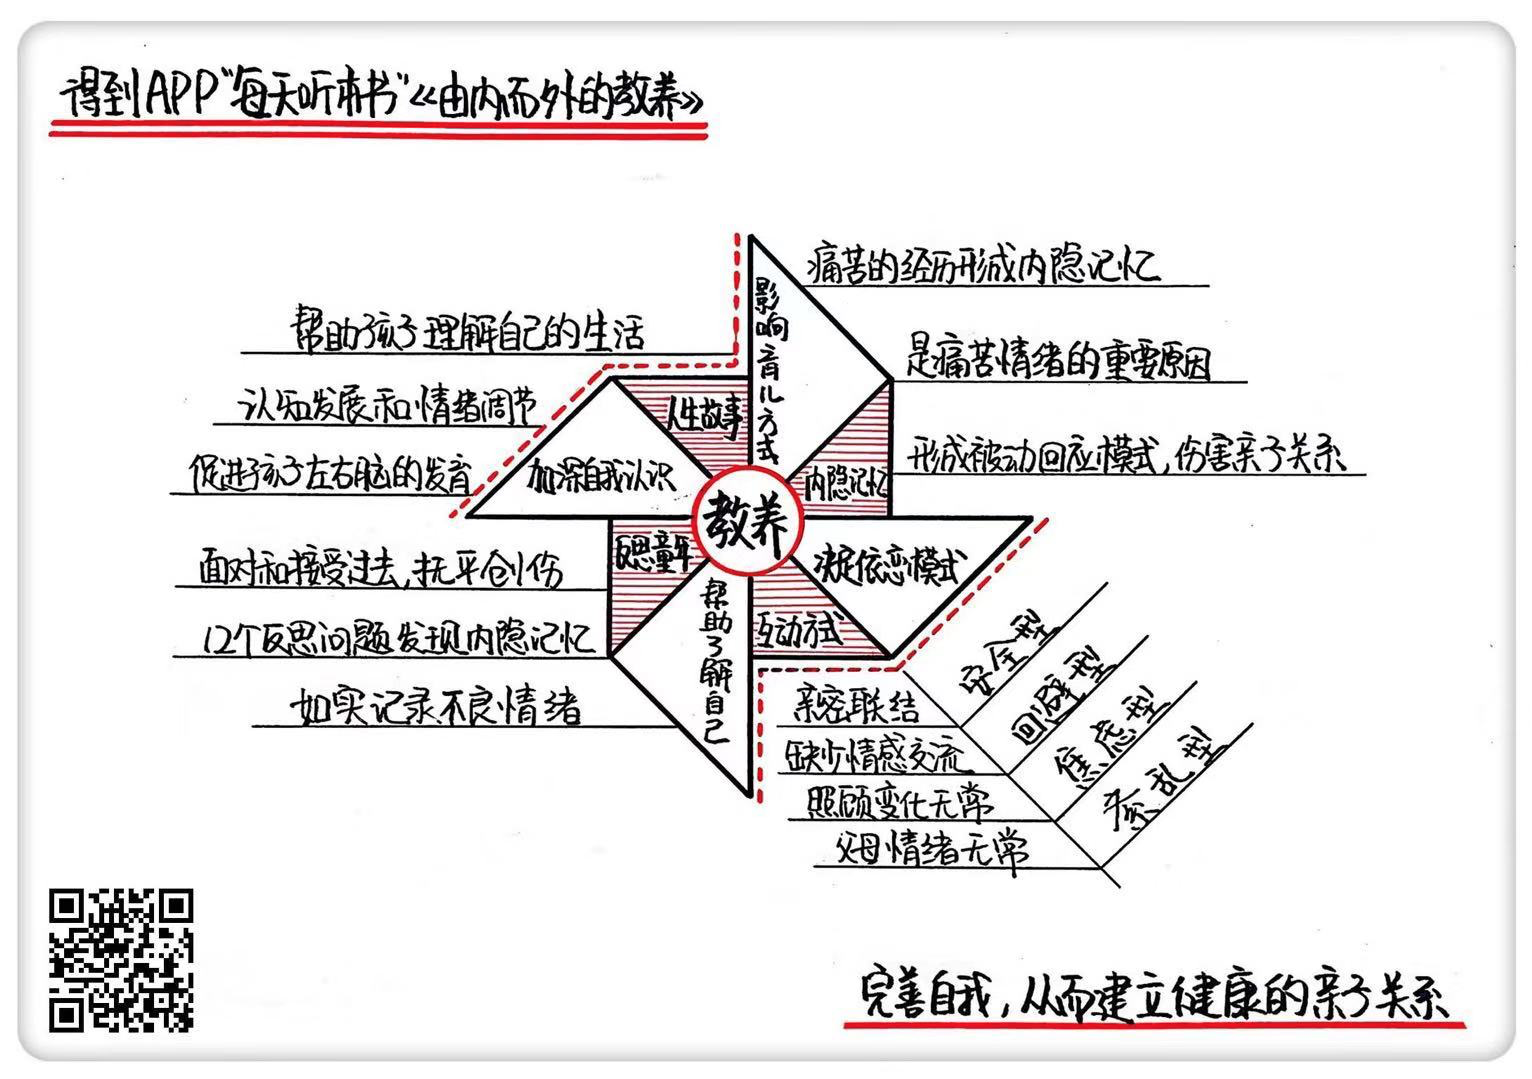 得到APP“每天听本书”《由内而外的教养》
影响育儿方式
痛苦的经历形成内隐记忆
是痛苦情绪的重要原因
形成被动回应模式,伤害亲子关系
内隐记忆
教养
决定依恋模式
互动方式
安全型
亲密联结
回避型
缺少情感交流
焦虑型
照顾变化无常
紊乱型
父母情绪无常
帮助了解自己
反思童年
面对和接受过去,抚平创伤
12个反思问题发现内隐记忆
如实记录不良情绪
人生故事
加深自我认识
帮助孩子理解自己的生活
认知发展和情绪调节
促进孩子左右脑的发育
完善自我,从而建立健康的亲子关系